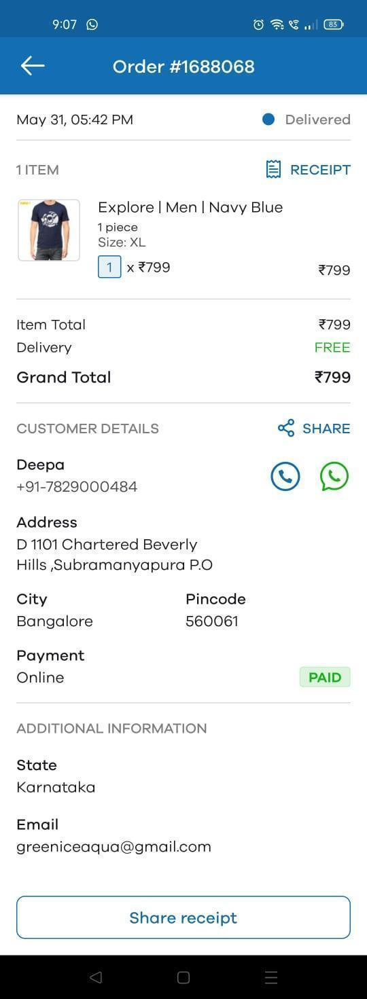 9:07
83
Order #1688068
May 31, 05:42 PM Delivered
1 ITEM RECEIPT
Explore | Men | Navy Blue
1 piece
Size: XL
1 x ₹799 ₹799
Item Total ₹799
Delivery FREE
Grand Total ₹799
CUSTOMER DETAILS SHARE
Deepa
+91-7829000484
Address
D 1101 Chartered Beverly
Hills ,Subramanyapura P.O
City Pincode
Bangalore 560061
Payment
Online PAID
ADDITIONAL INFORMATION
State
Karnataka
Email
greeniceaqua@gmail.com
Share receipt